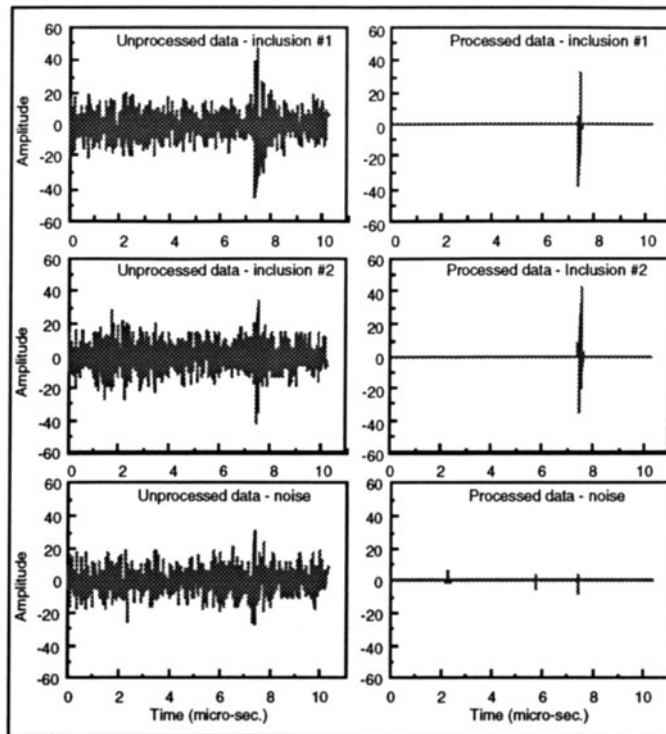 Unprocessed data - inclusion #1
60
40
20
0
-20
-40
-60
Amplitude
0 2 4 6 8 10
Processed data - inclusion #1
60
40
20
0
-20
-40
-60
0 2 4 6 8 10
Unprocessed data - inclusion #2
60
40
20
0
-20
-40
-60
Amplitude
0 2 4 6 8 10
Processed data - Inclusion #2
60
40
20
0
-20
-40
-60
0 2 4 6 8 10
Unprocessed data - noise
60
40
20
0
-20
-40
-60
Amplitude
0 2 4 6 8 10
Time (micro-sec.)
Processed data - noise
60
40
20
0
-20
-40
-60
0 2 4 6 8 10
Time (micro-sec.)